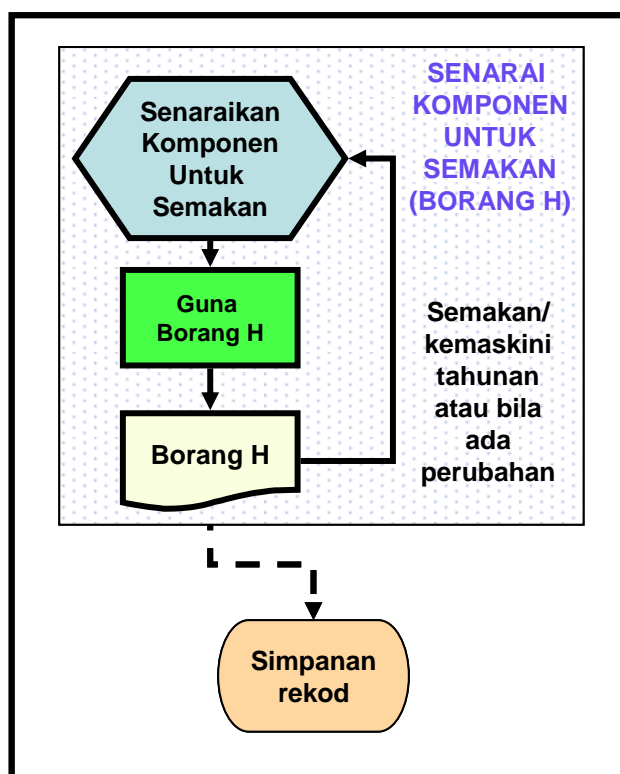 Senaraikan
Komponen
Untuk
Semakan
SENARAI
KOMPONEN
UNTUK
SEMAKAN
(BORANG H)
Guna
Borang H
Semakan/
kemaskini
tahunan
atau bila
ada
perubahan
Borang H
Simpanan
rekod